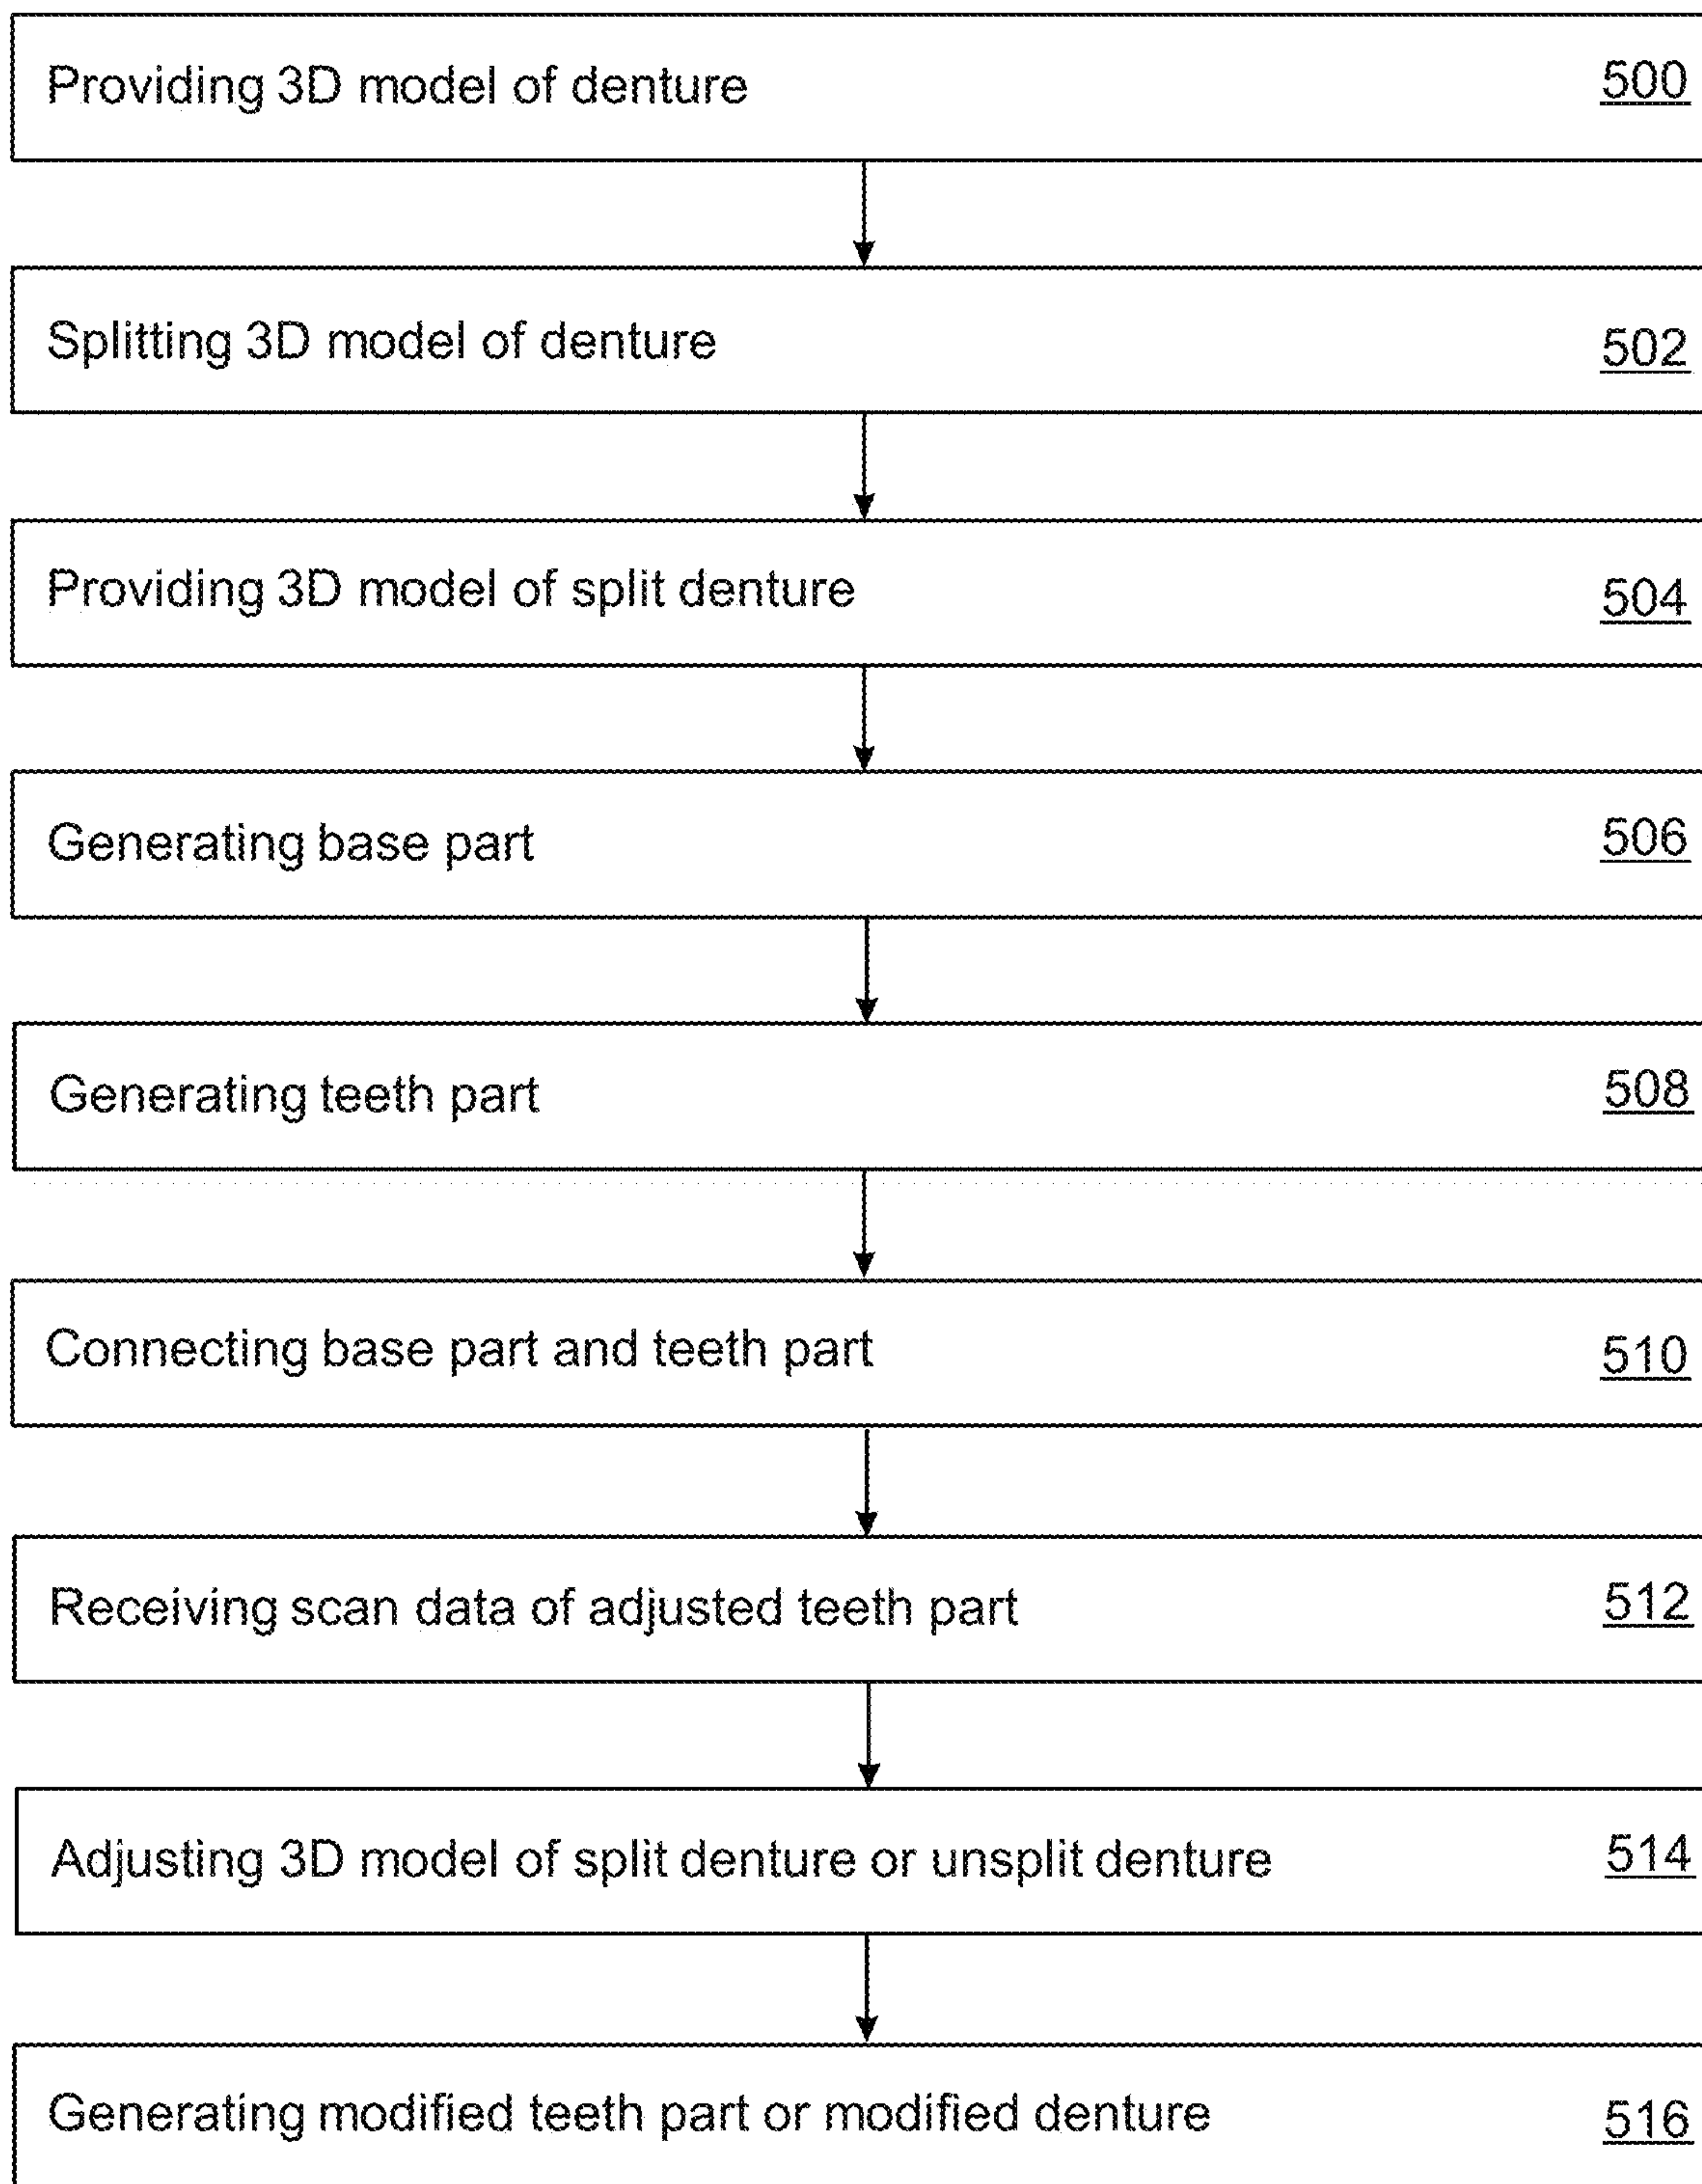 Providing 3D model of denture 500
Splitting 3D model of denture 502
Providing 3D model of split denture 504
Generating base part 506
Generating teeth part 508
Connecting base part and teeth part 510
Receiving scan data of adjusted teeth part 512
Adjusting 3D model of split denture or unsplit denture 514
Generating modified teeth part or modified denture 516